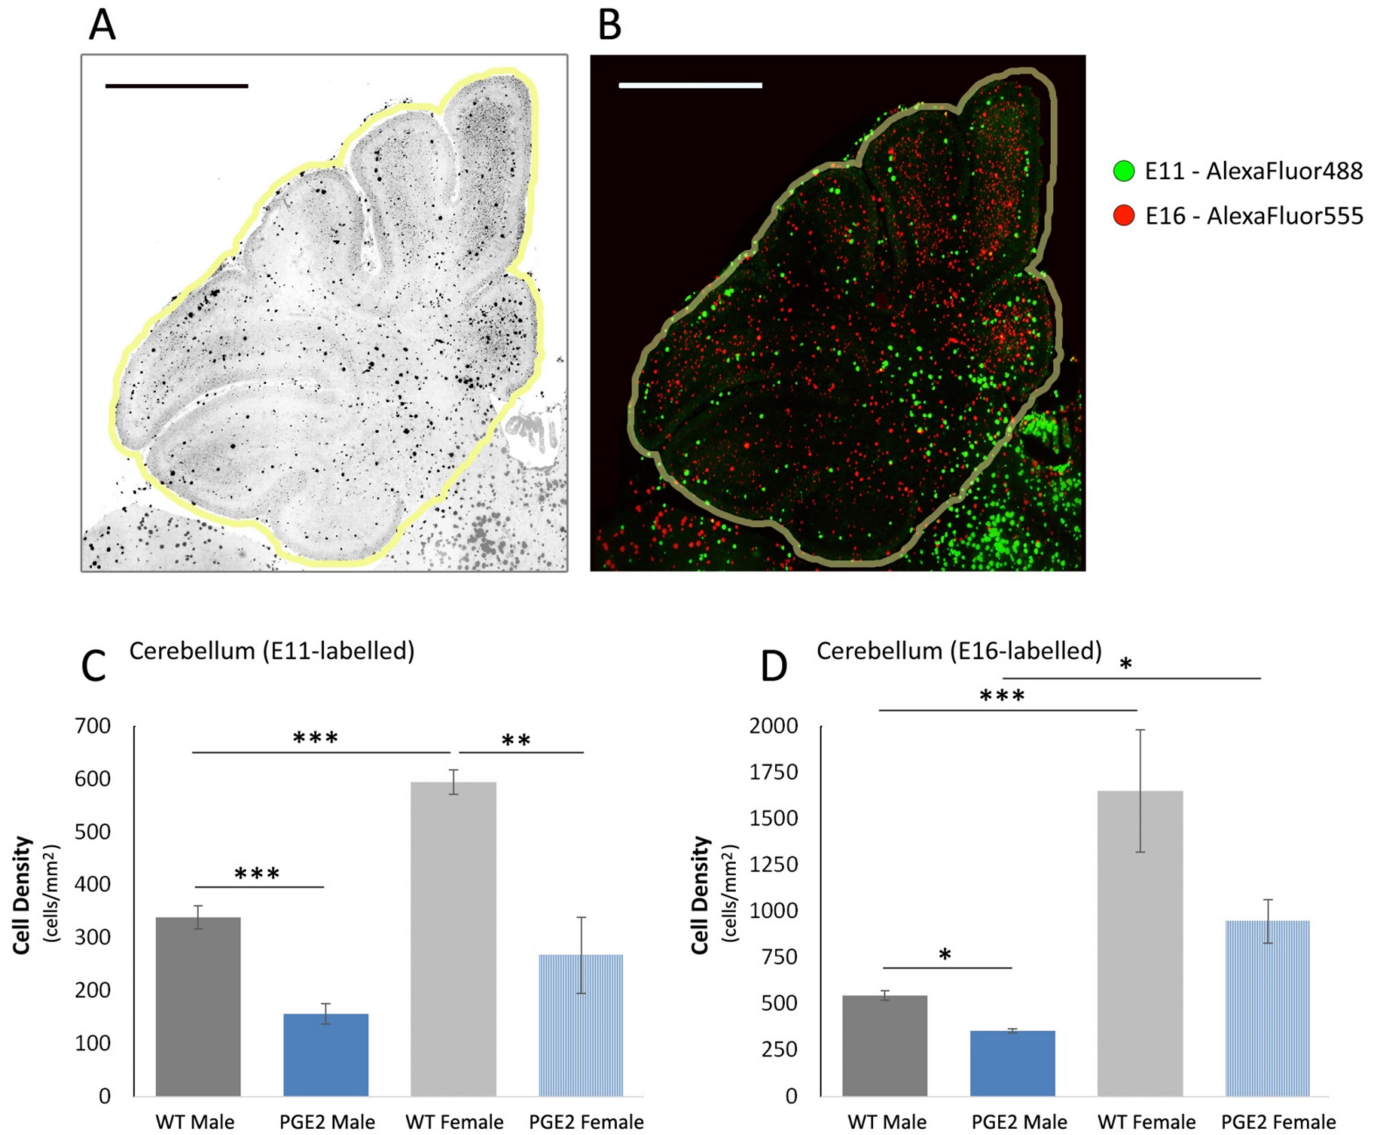 A
B
E11 - AlexaFluor488
E16 - AlexaFluor555
C
Cerebellum (E11-labelled)
Cell Density
(cells/mm2)
700
600
500
400
300
200
100
0
***
**
***
WT Male
PGE2 Male
WT Female
PGE2 Female
D
Cerebellum (E16-labelled)
*
***
Cell Density
(cells/mm2)
2000
1750
1500
1250
1000
750
500
250
0
*
WT Male
PGE2 Male
WT Female
PGE2 Female